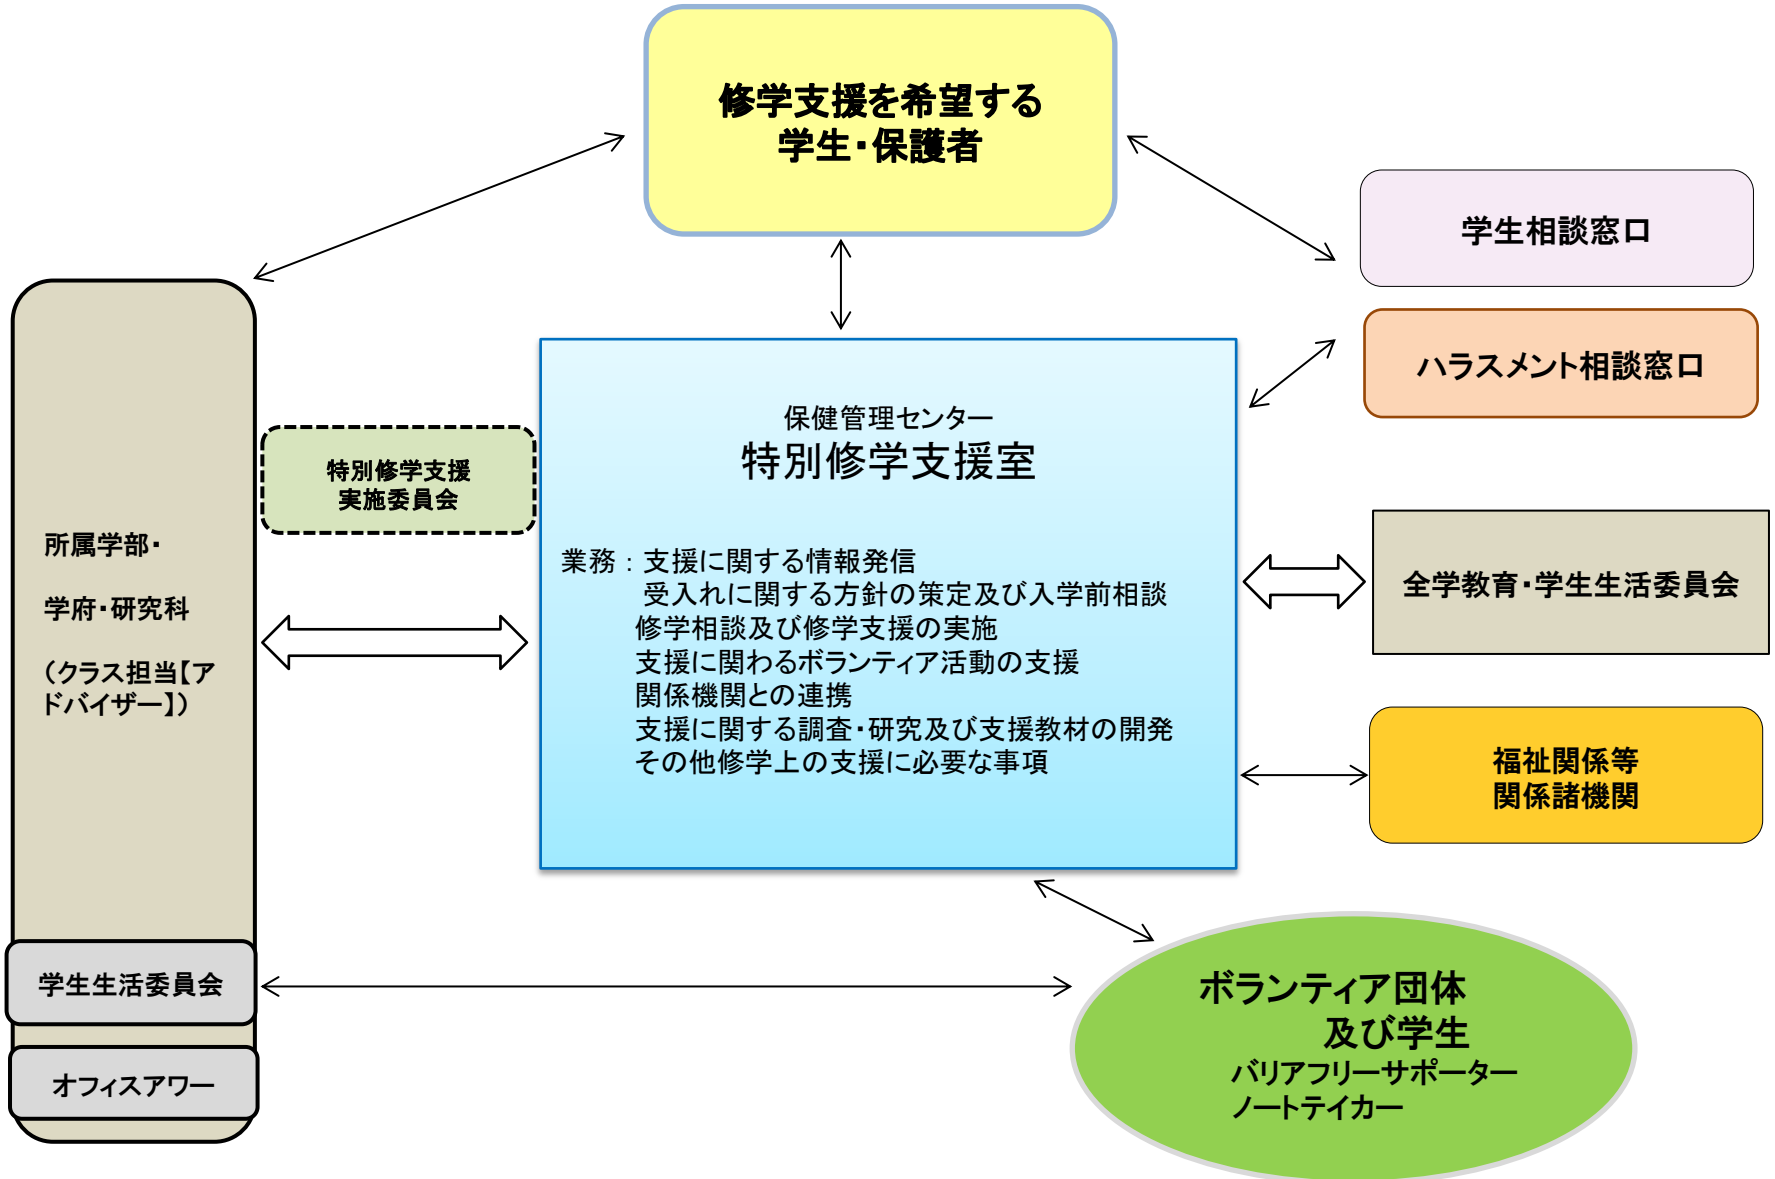 修学支援を希望する
学生・保護者
学生相談窓口
ハラスメント相談窓口
保健管理センター
特別修学支援室
特別修学支援
実施委員会
所属学部・
学府・研究科
（クラス担当【ア
ドバイザー】）
業務：支援に関する情報発信
受入れに関する方針の策定及び入学前相談
修学相談及び修学支援の実施
支援に関わるボランティア活動の支援
関係機関との連携
支援に関する調査・研究及び支援教材の開発
その他修学上の支援に必要な事項
全学教育・学生生活委員会
福祉関係等
関係諸機関
学生生活委員会
オフィスアワー
ボランティア団体
及び学生
バリアフリーサポーター
ノートテイカー